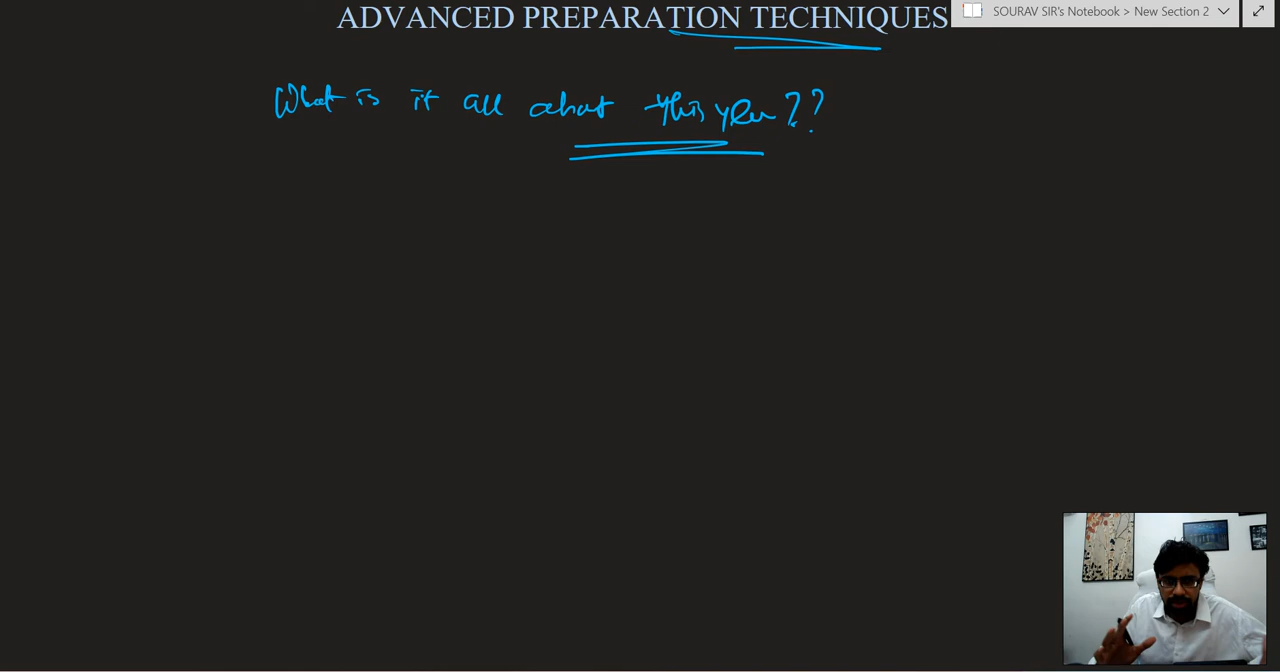 ADVANCED PREPARATION TECHNIQUES
SOURAV SIR's Notebook > New Section 2
What is it all about this year??